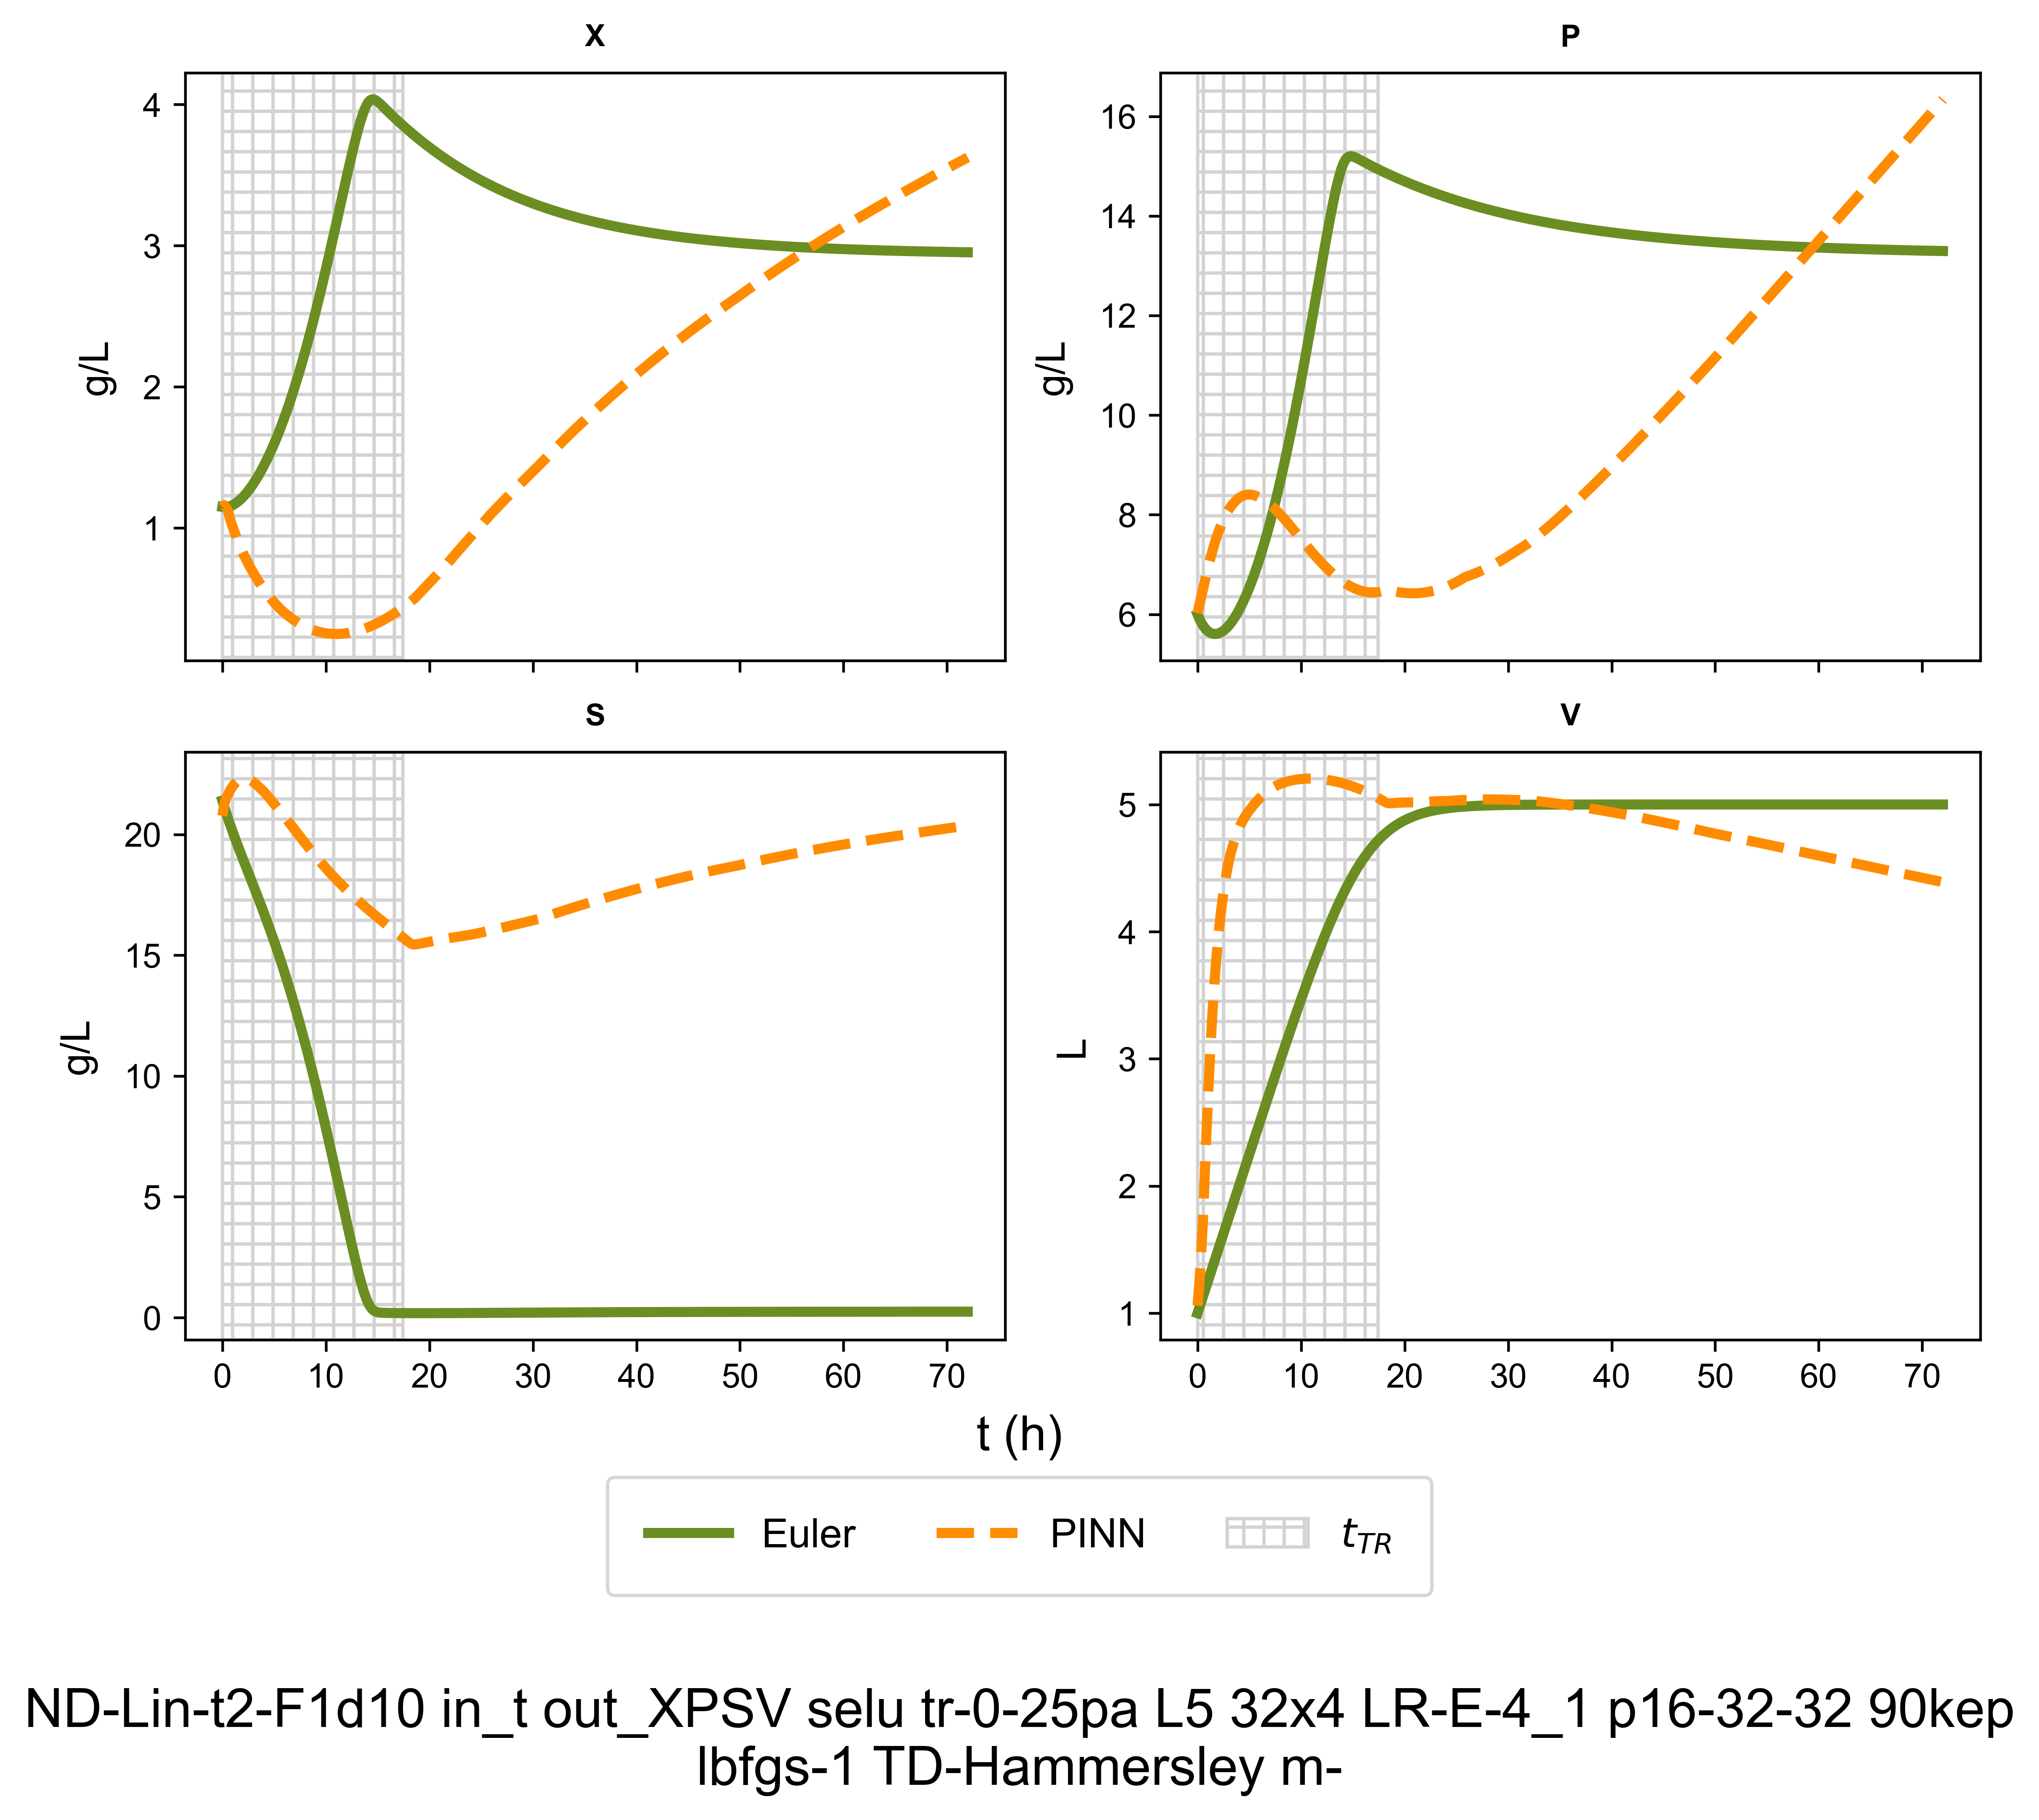 X
P
4
3
2
1
g/L
16
14
12
10
8
6
g/L
S
V
20
15
10
5
0
g/L
5
4
3
2
1
L
0 10 20 30 40 50 60 70
0 10 20 30 40 50 60 70
t (h)
Euler PINN t_TR
ND-Lin-t2-F1d10 in_t out_XPSV selu tr-0-25pa L5 32x4 LR-E-4_1 p16-32-32 90kep
lbfgs-1 TD-Hammersley m-